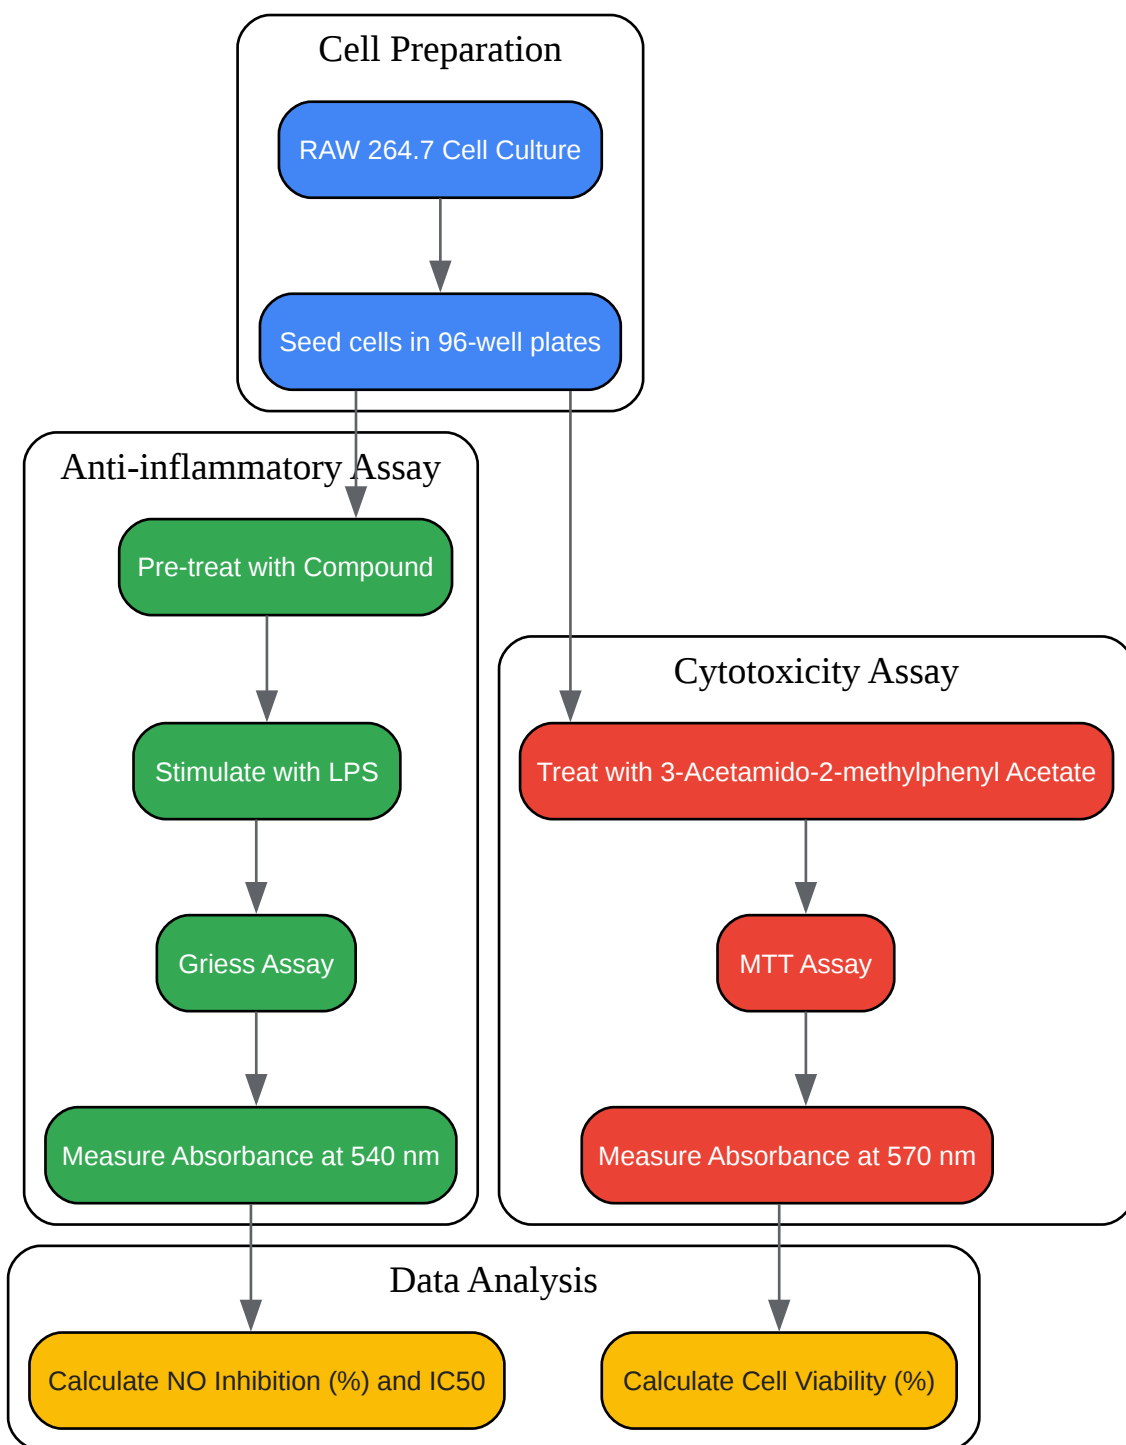 Cell Preparation
RAW 264.7 Cell Culture
Seed cells in 96-well plates
Anti-inflammatory Assay
Pre-treat with Compound
Stimulate with LPS
Griess Assay
Measure Absorbance at 540 nm
Cytotoxicity Assay
Treat with 3-Acetamido-2-methylphenyl Acetate
MTT Assay
Measure Absorbance at 570 nm
Data Analysis
Calculate NO Inhibition (%) and IC50
Calculate Cell Viability (%)